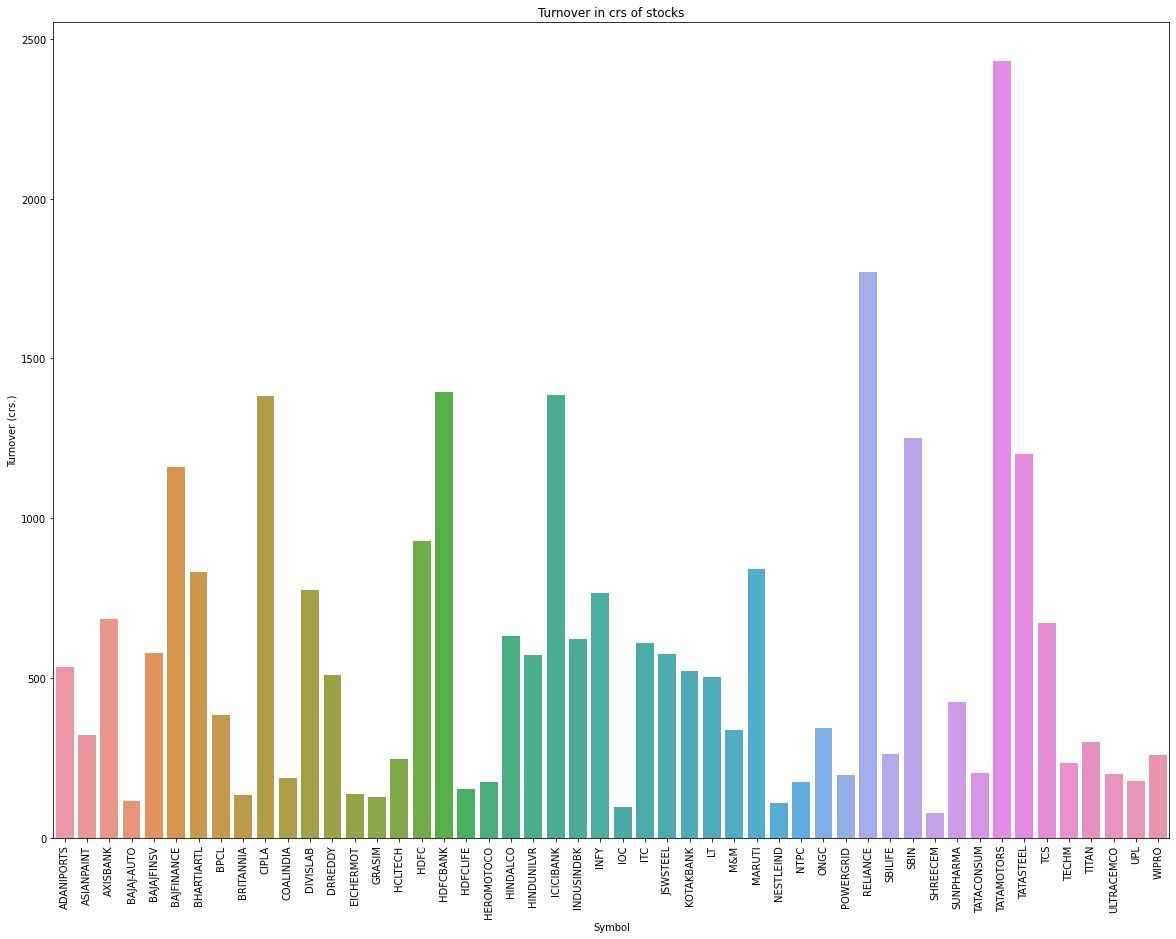 Turnover in crs of stocks
Turnover (crs.)
2500
2000
1500
1000
500
0
ADANIPORTS
ASIANPAINT
AXISBANK
BAJAJ-AUTO
BAJAJFINSV
BAJFINANCE
BHARTIARTL
BPCL
BRITANNIA
CIPLA
COALINDIA
DIVISLAB
DRREDDY
EICHERMOT
GRASIM
HCLTECH
HDFC
HDFCBANK
HDFCLIFE
HEROMOTOCO
HINDALCO
HINDUNILVR
ICICIBANK
INDUSINDBK
INFY
IOC
ITC
JSWSTEEL
KOTAKBANK
LT
M&M
MARUTI
NESTLEIND
NTPC
ONGC
POWERGRID
RELIANCE
SBILIFE
SBIN
SHREECEM
SUNPHARMA
TATACONSUM
TATAMOTORS
TATASTEEL
TCS
TECHM
TITAN
ULTRACEMCO
UPL
WIPRO
Symbol